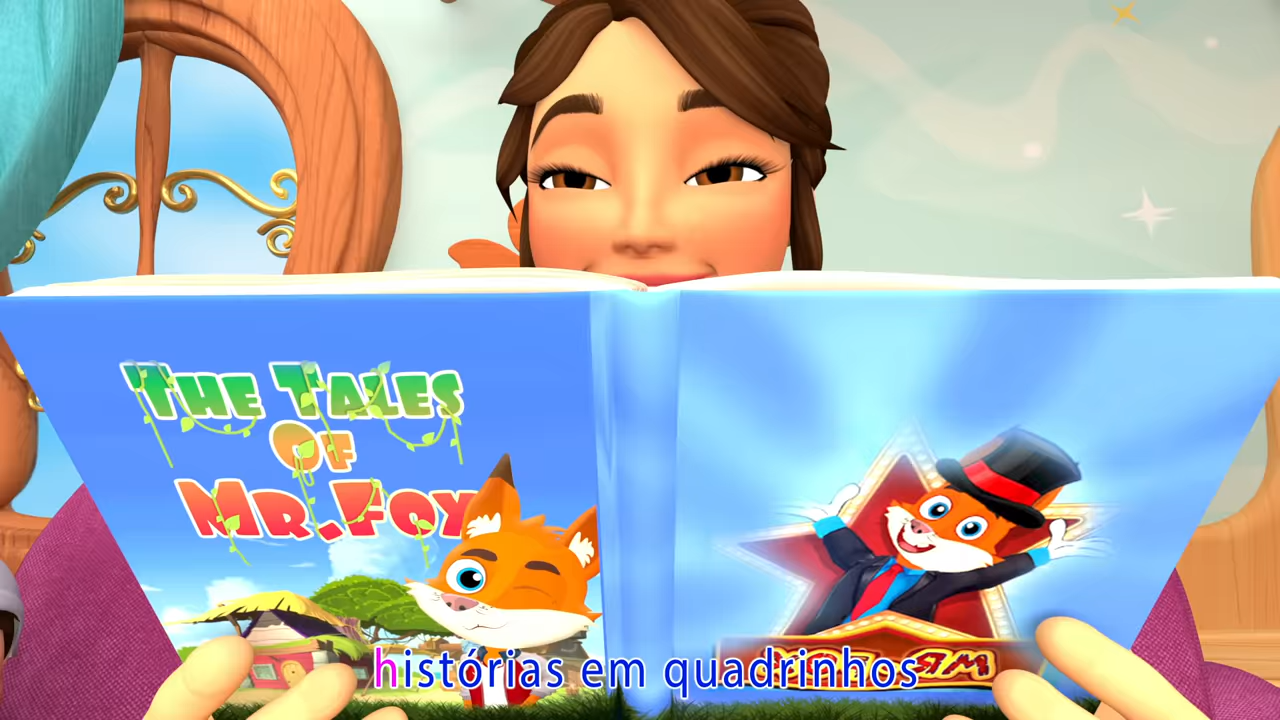 The Tales
Of
Mr. Fox
histórias em quadrinhos